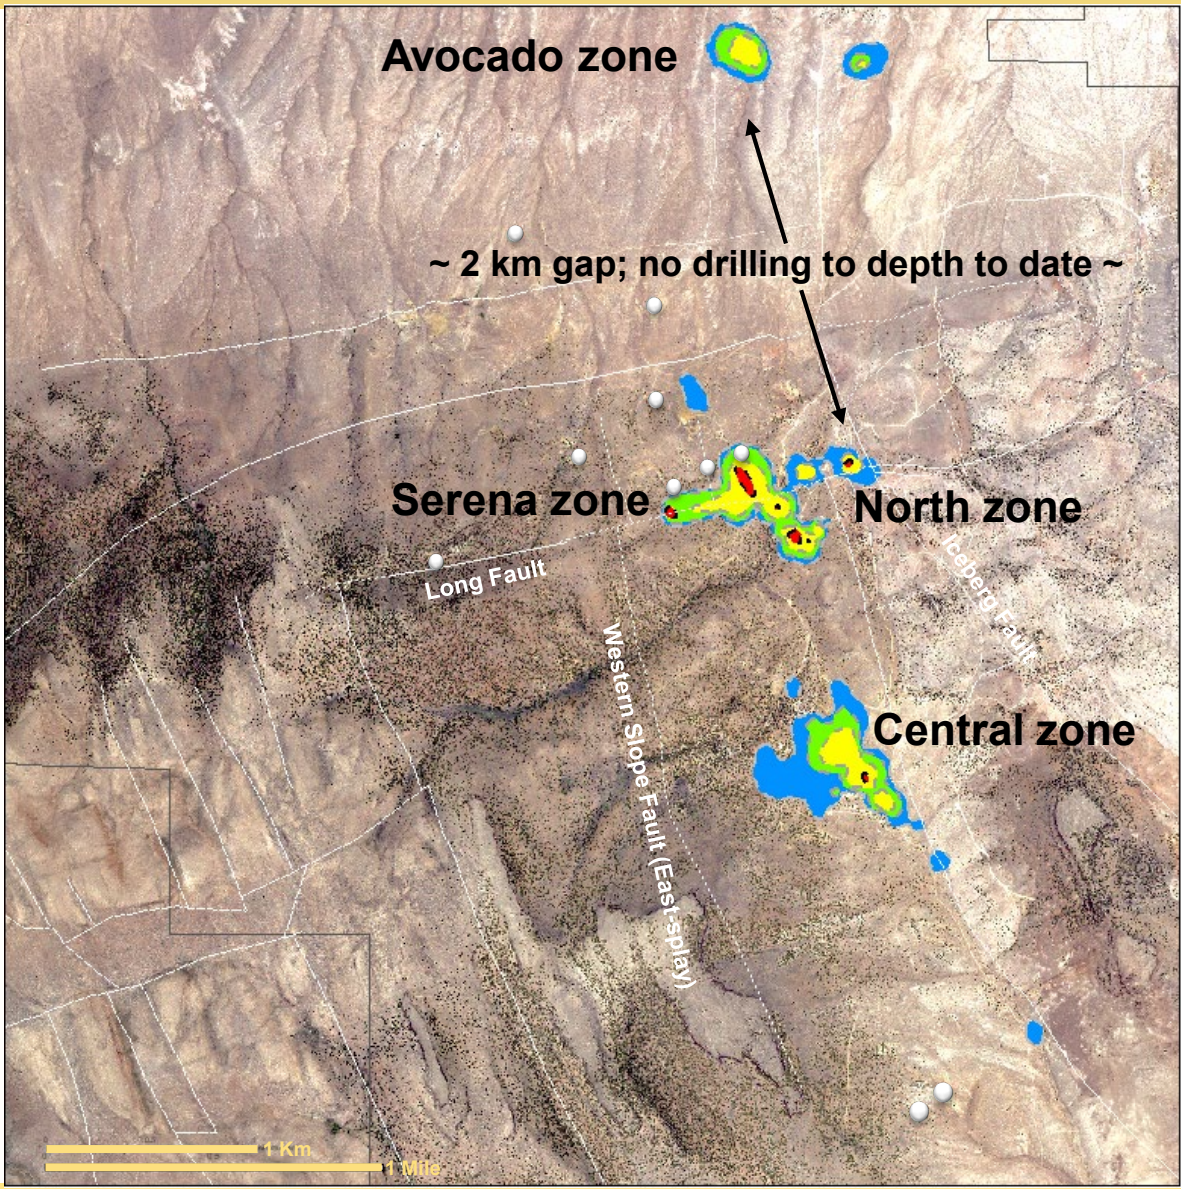 Avocado zone
~ 2 km gap; no drilling to depth to date ~
Serena zone
North zone
Long Fault
Iceberg Fault
Western Slope Fault (East-splay)
Central zone
1 Km
1 Mile